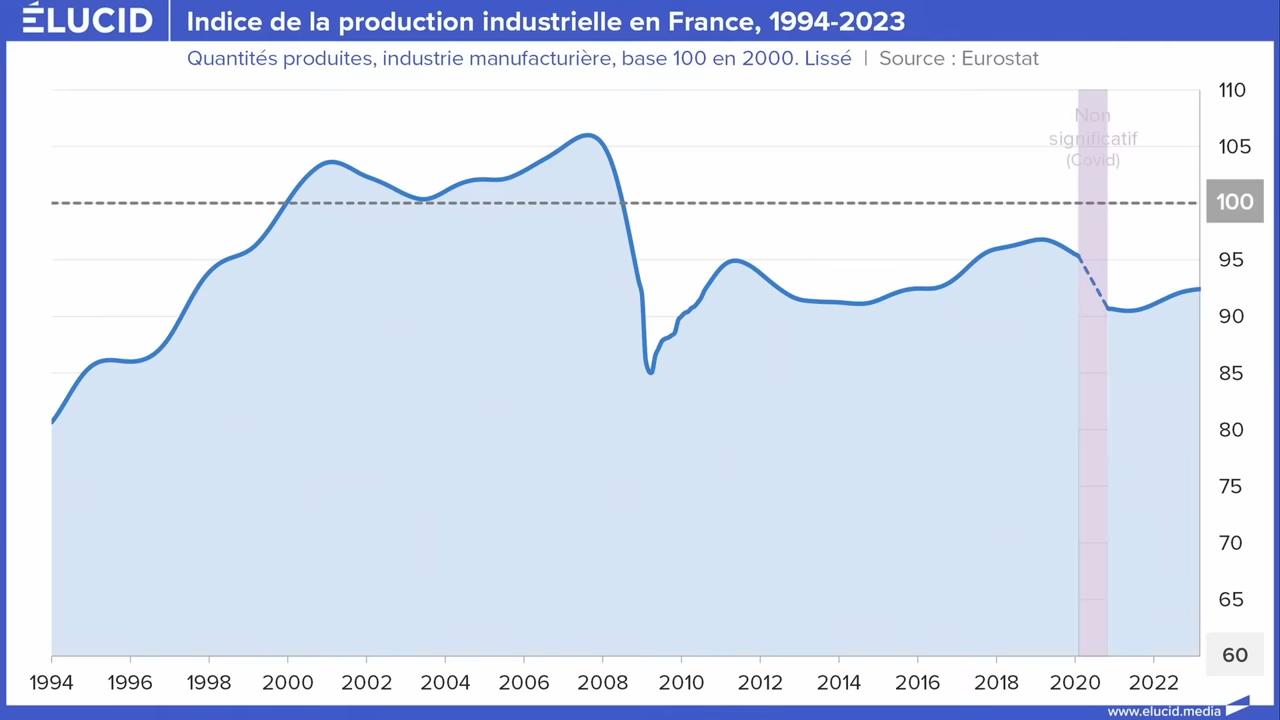 ÉLUCID
Indice de la production industrielle en France, 1994-2023
Quantités produites, industrie manufacturière, base 100 en 2000. Lissé | Source : Eurostat
Non
significatif
(Covid)
110
105
100
95
90
85
80
75
70
65
60
1994 1996 1998 2000 2002 2004 2006 2008 2010 2012 2014 2016 2018 2020 2022
www.elucid.media